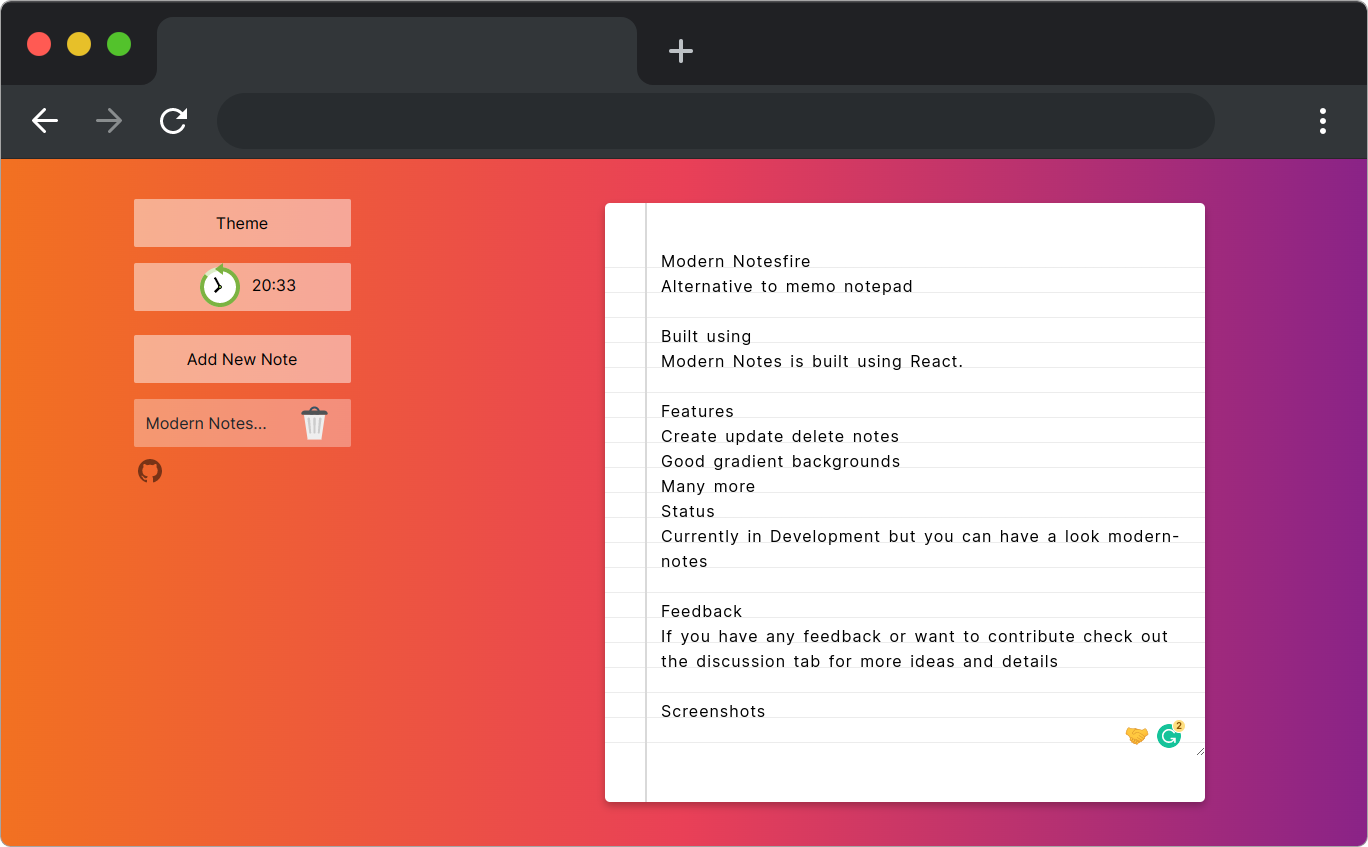 Theme
20:33
Add New Note
Modern Notes...
Modern Notesfire
Alternative to memo notepad
Built using
Modern Notes is built using React.
Features
Create update delete notes
Good gradient backgrounds
Many more
Status
Currently in Development but you can have a look modern-
notes
Feedback
If you have any feedback or want to contribute check out
the discussion tab for more ideas and details
Screenshots
2